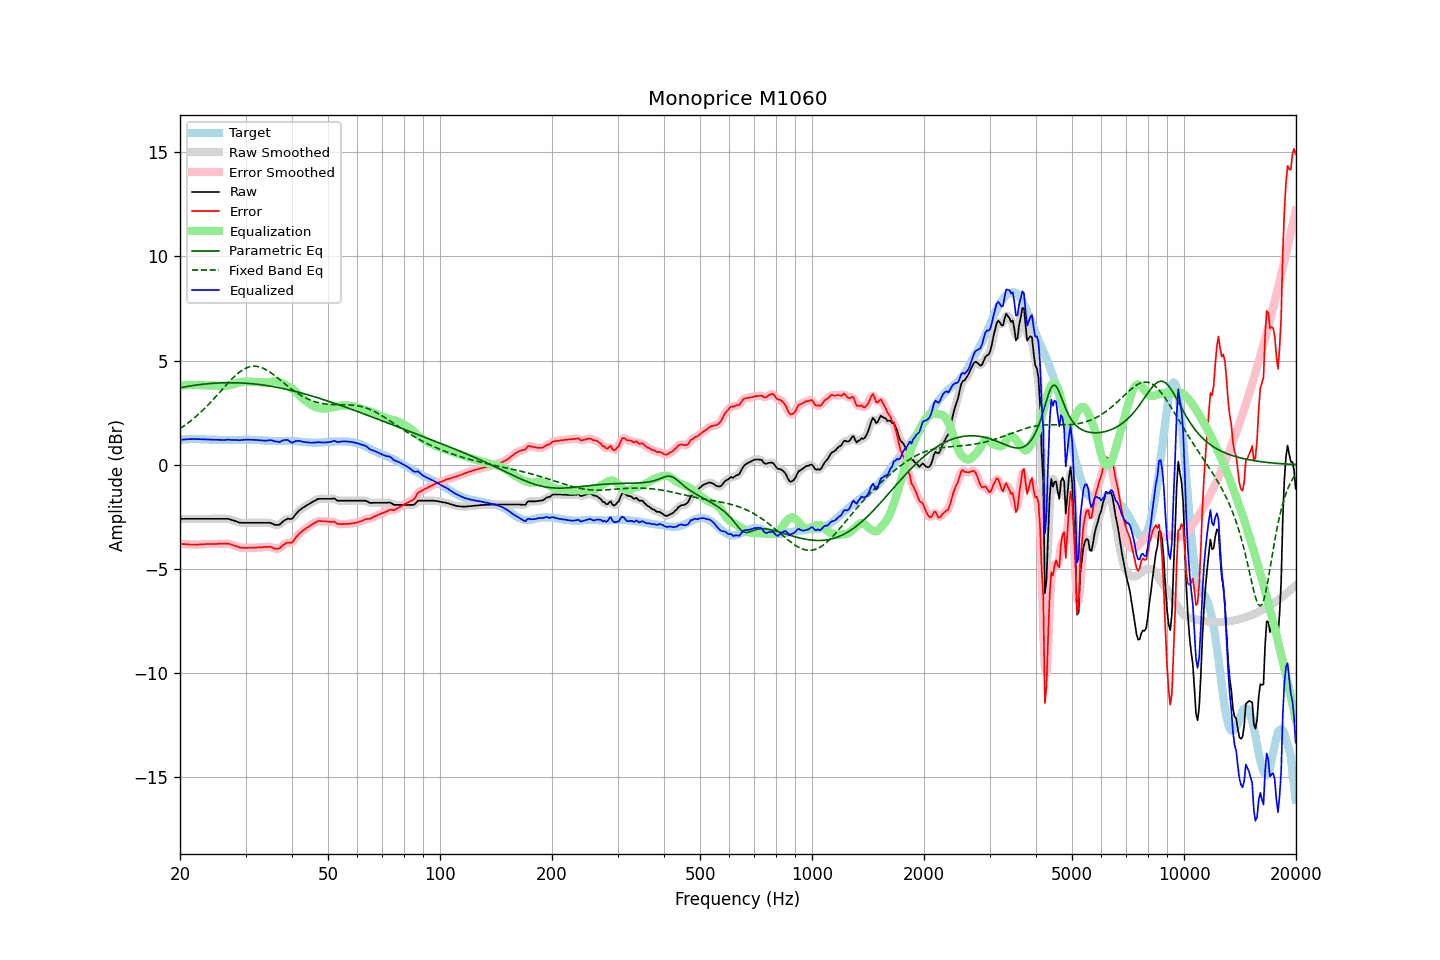 Monoprice M1060
Target
Raw Smoothed
Error Smoothed
Raw
Error
Equalization
Parametric Eq
Fixed Band Eq
Equalized
15
10
5
0
−5
−10
−15
Amplitude (dBr)
20 50 100 200 500 1000 2000 5000 10000 20000
Frequency (Hz)